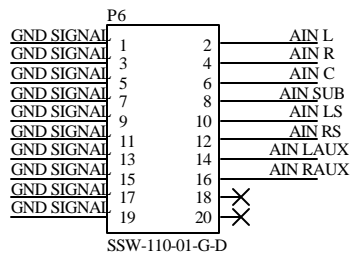 P6
GND SIGNAL 1 2 AIN L
GND SIGNAL 3 4 AIN R
GND SIGNAL 5 6 AIN C
GND SIGNAL 7 8 AIN SUB
GND SIGNAL 9 10 AIN LS
GND SIGNAL 11 12 AIN RS
GND SIGNAL 13 14 AIN LAUX
GND SIGNAL 15 16 AIN RAUX
GND SIGNAL 17 18
GND SIGNAL 19 20
SSW-110-01-G-D